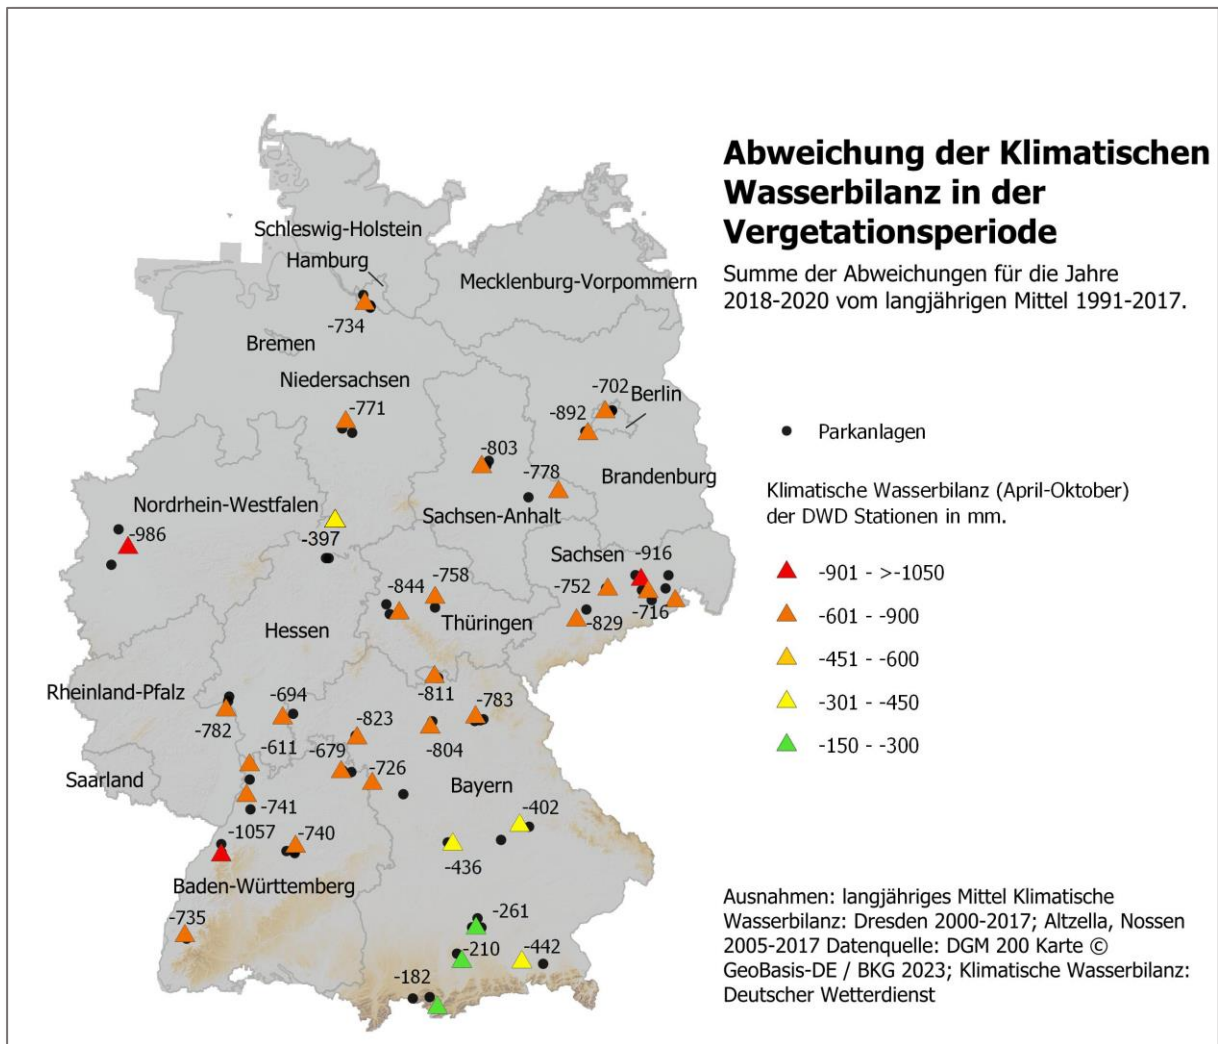 Abweichung der Klimatischen
Wasserbilanz in der
Vergetationsperiode
Summe der Abweichungen für die Jahre
2018-2020 vom langjährigen Mittel 1991-2017.
Schleswig-Holstein
Hamburg
Mecklenburg-Vorpommern
-734
Bremen
Niedersachsen
-771
-702
Berlin
-892
-803
-778
Brandenburg
Nordrhein-Westfalen
Sachsen-Anhalt
-986
-397
Sachsen
-916
-844
-758
-752
-716
Thüringen
-829
Hessen
Rheinland-Pfalz
-694
-811
-783
-782
-823
-804
-611
-679
-726
Saarland
Bayern
-741
-402
-1057
-740
-436
Baden-Württemberg
-735
-261
-210
-442
-182
Parkanlagen
Klimatische Wasserbilanz (April-Oktober)
der DWD Stationen in mm.
-901 - >-1050
-601 - -900
-451 - -600
-301 - -450
-150 - -300
Ausnahmen: langjähriges Mittel Klimatische
Wasserbilanz: Dresden 2000-2017; Altzella, Nossen
2005-2017 Datenquelle: DGM 200 Karte ©
GeoBasis-DE / BKG 2023; Klimatische Wasserbilanz:
Deutscher Wetterdienst